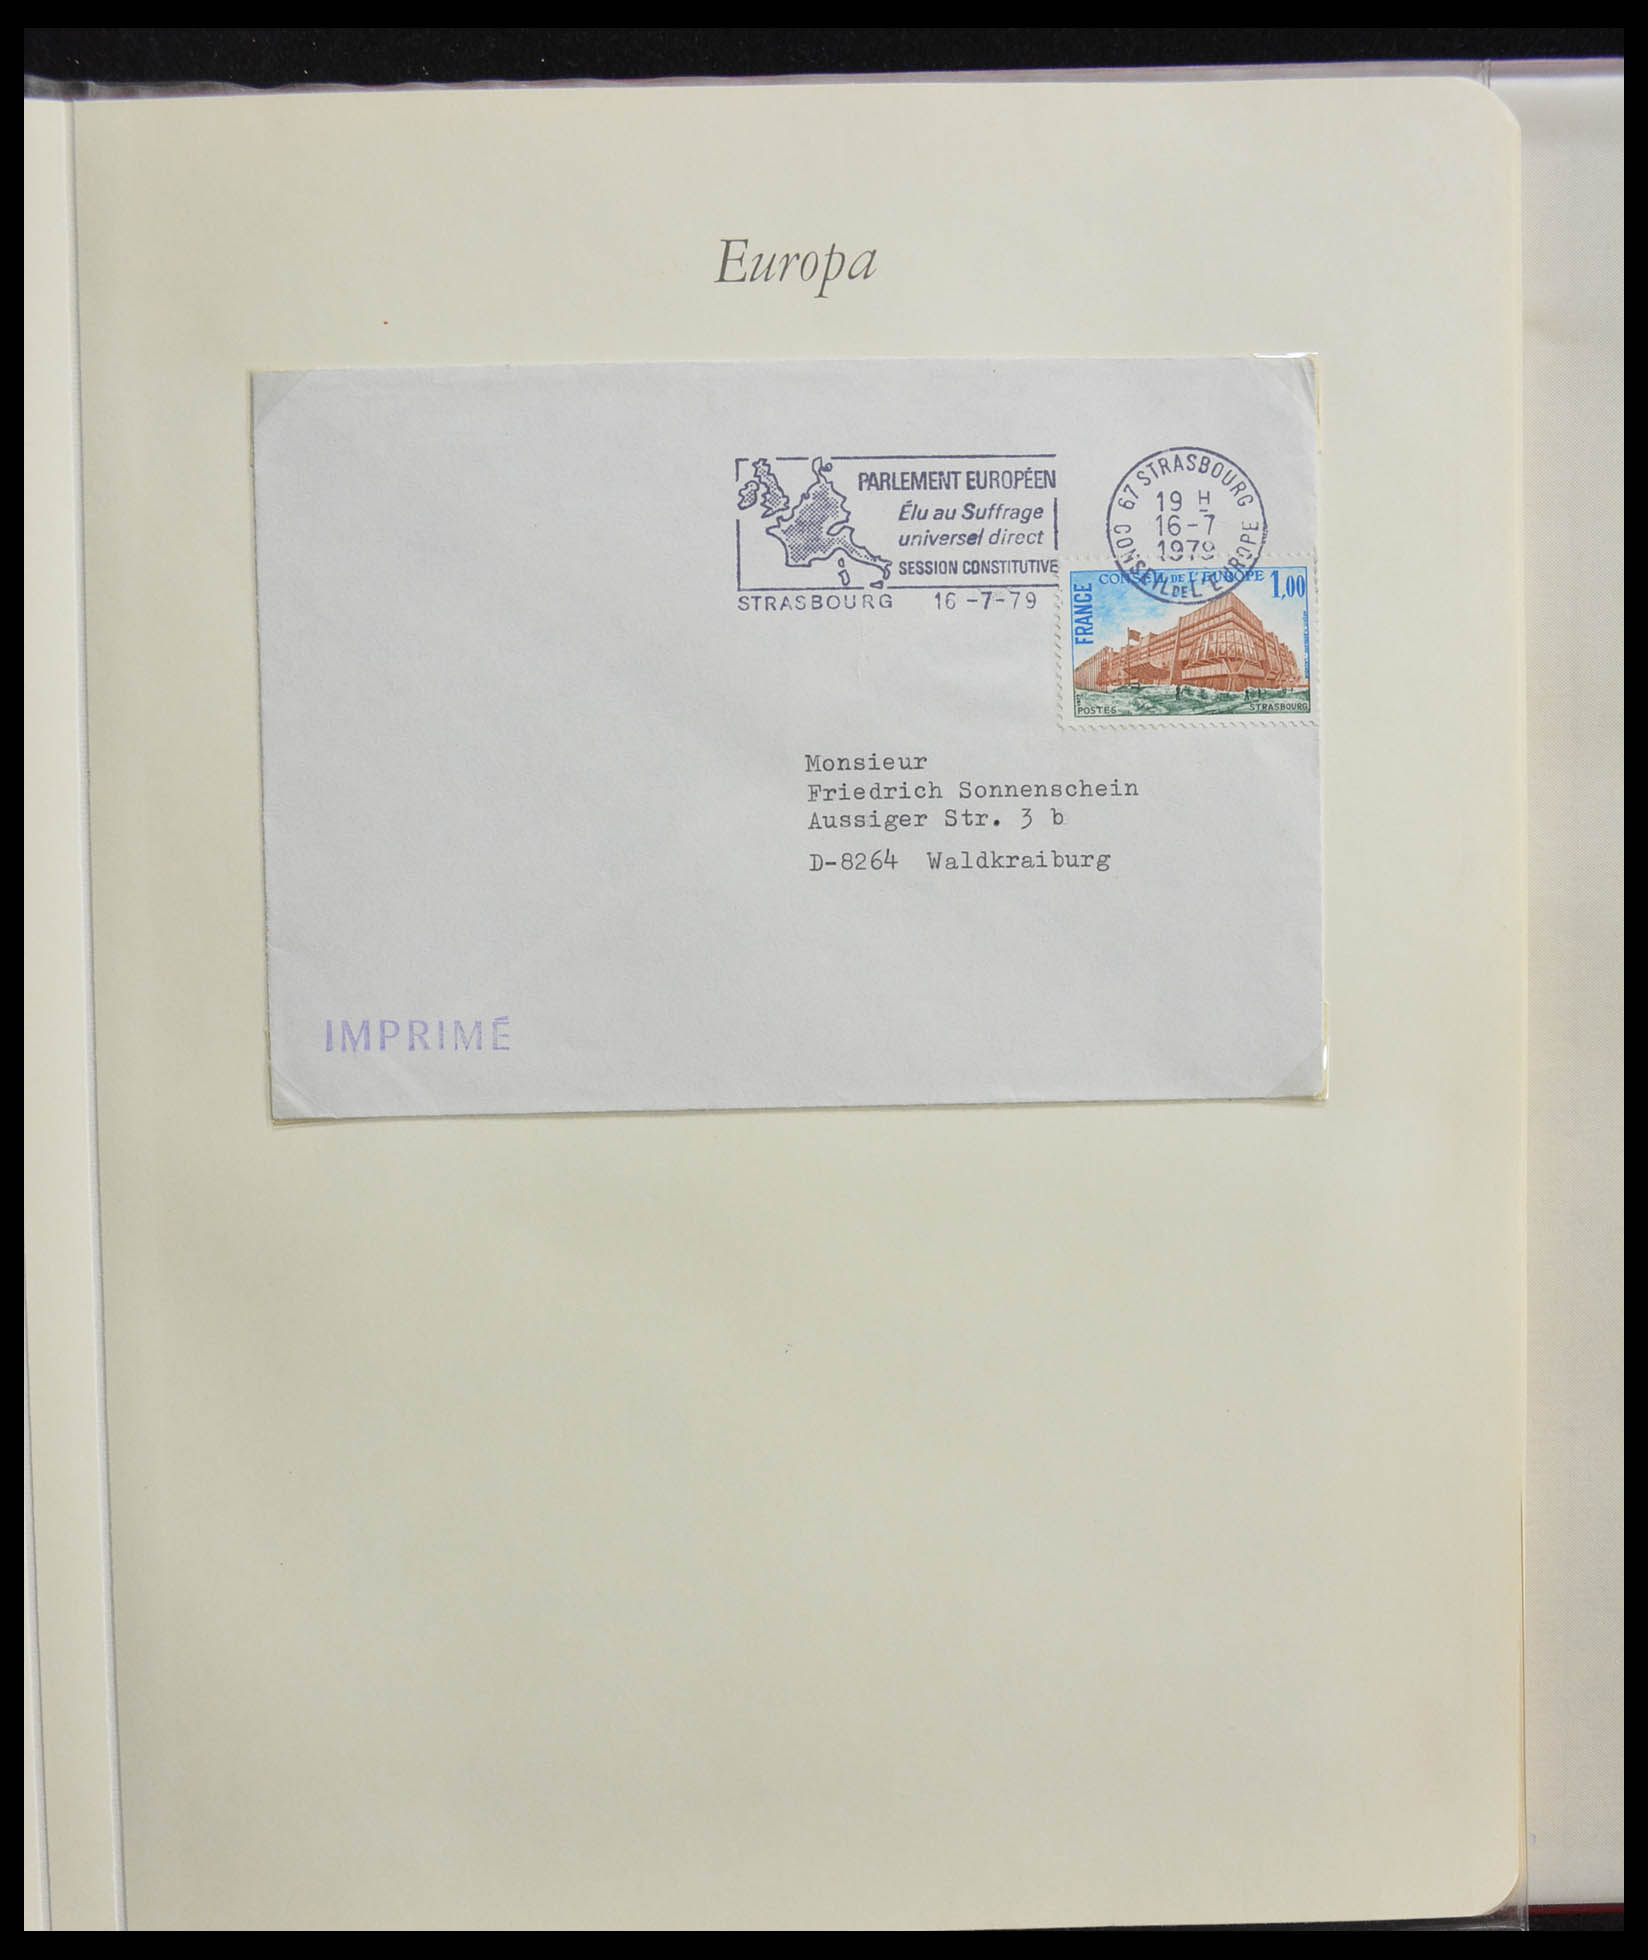 Europa
PARLEMENT EUROPÉEN
Élu au Suffrage
universel direct
SESSION CONSTITUTIVE
STRASBOURG 16-7-79
67 STRASBOURG
19 H
16-7
1979
CONSEIL DE L'EUROPE
CONSEIL DE L'EUROPE 1,00
FRANCE
POSTES STRASBOURG
Monsieur
Friedrich Sonnenschein
Aussiger Str. 3 b
D-8264 Waldkraiburg
IMPRIMÉ